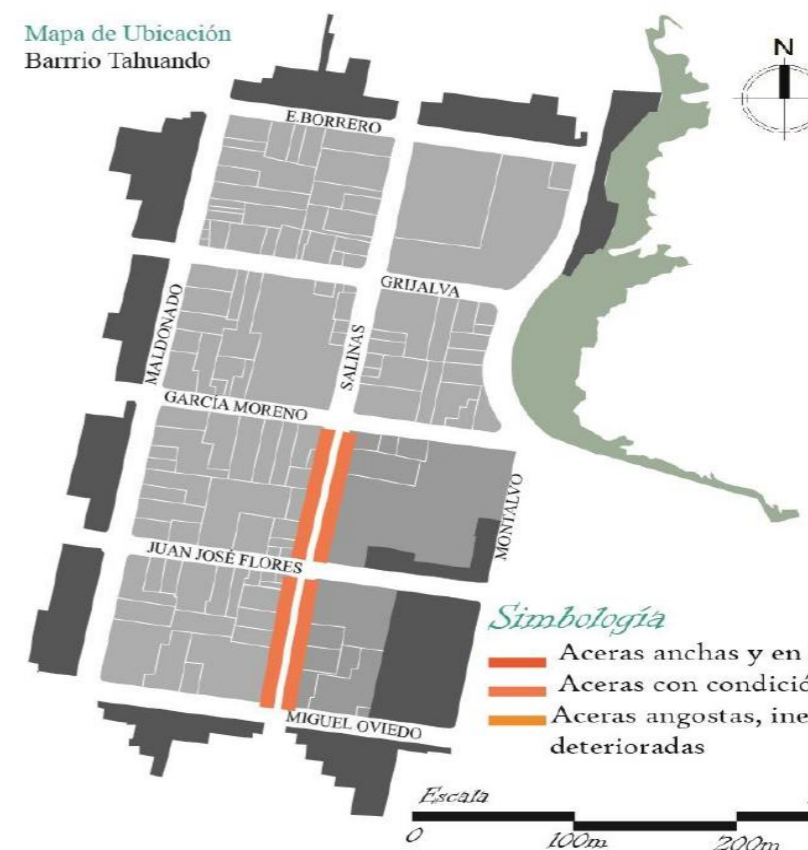 Mapa de Ubicación
Barrrio Tahuando
N
E.BORRERO
GRIJALVA
MALDONADO
SALINAS
GARCÍA MORENO
MONTALVO
JUAN JOSÉ FLORES
MIGUEL OVIEDO
Simbología
Aceras anchas y en
Aceras con condició
Aceras angostas, ine
deterioradas
Escala
0
100m
200m